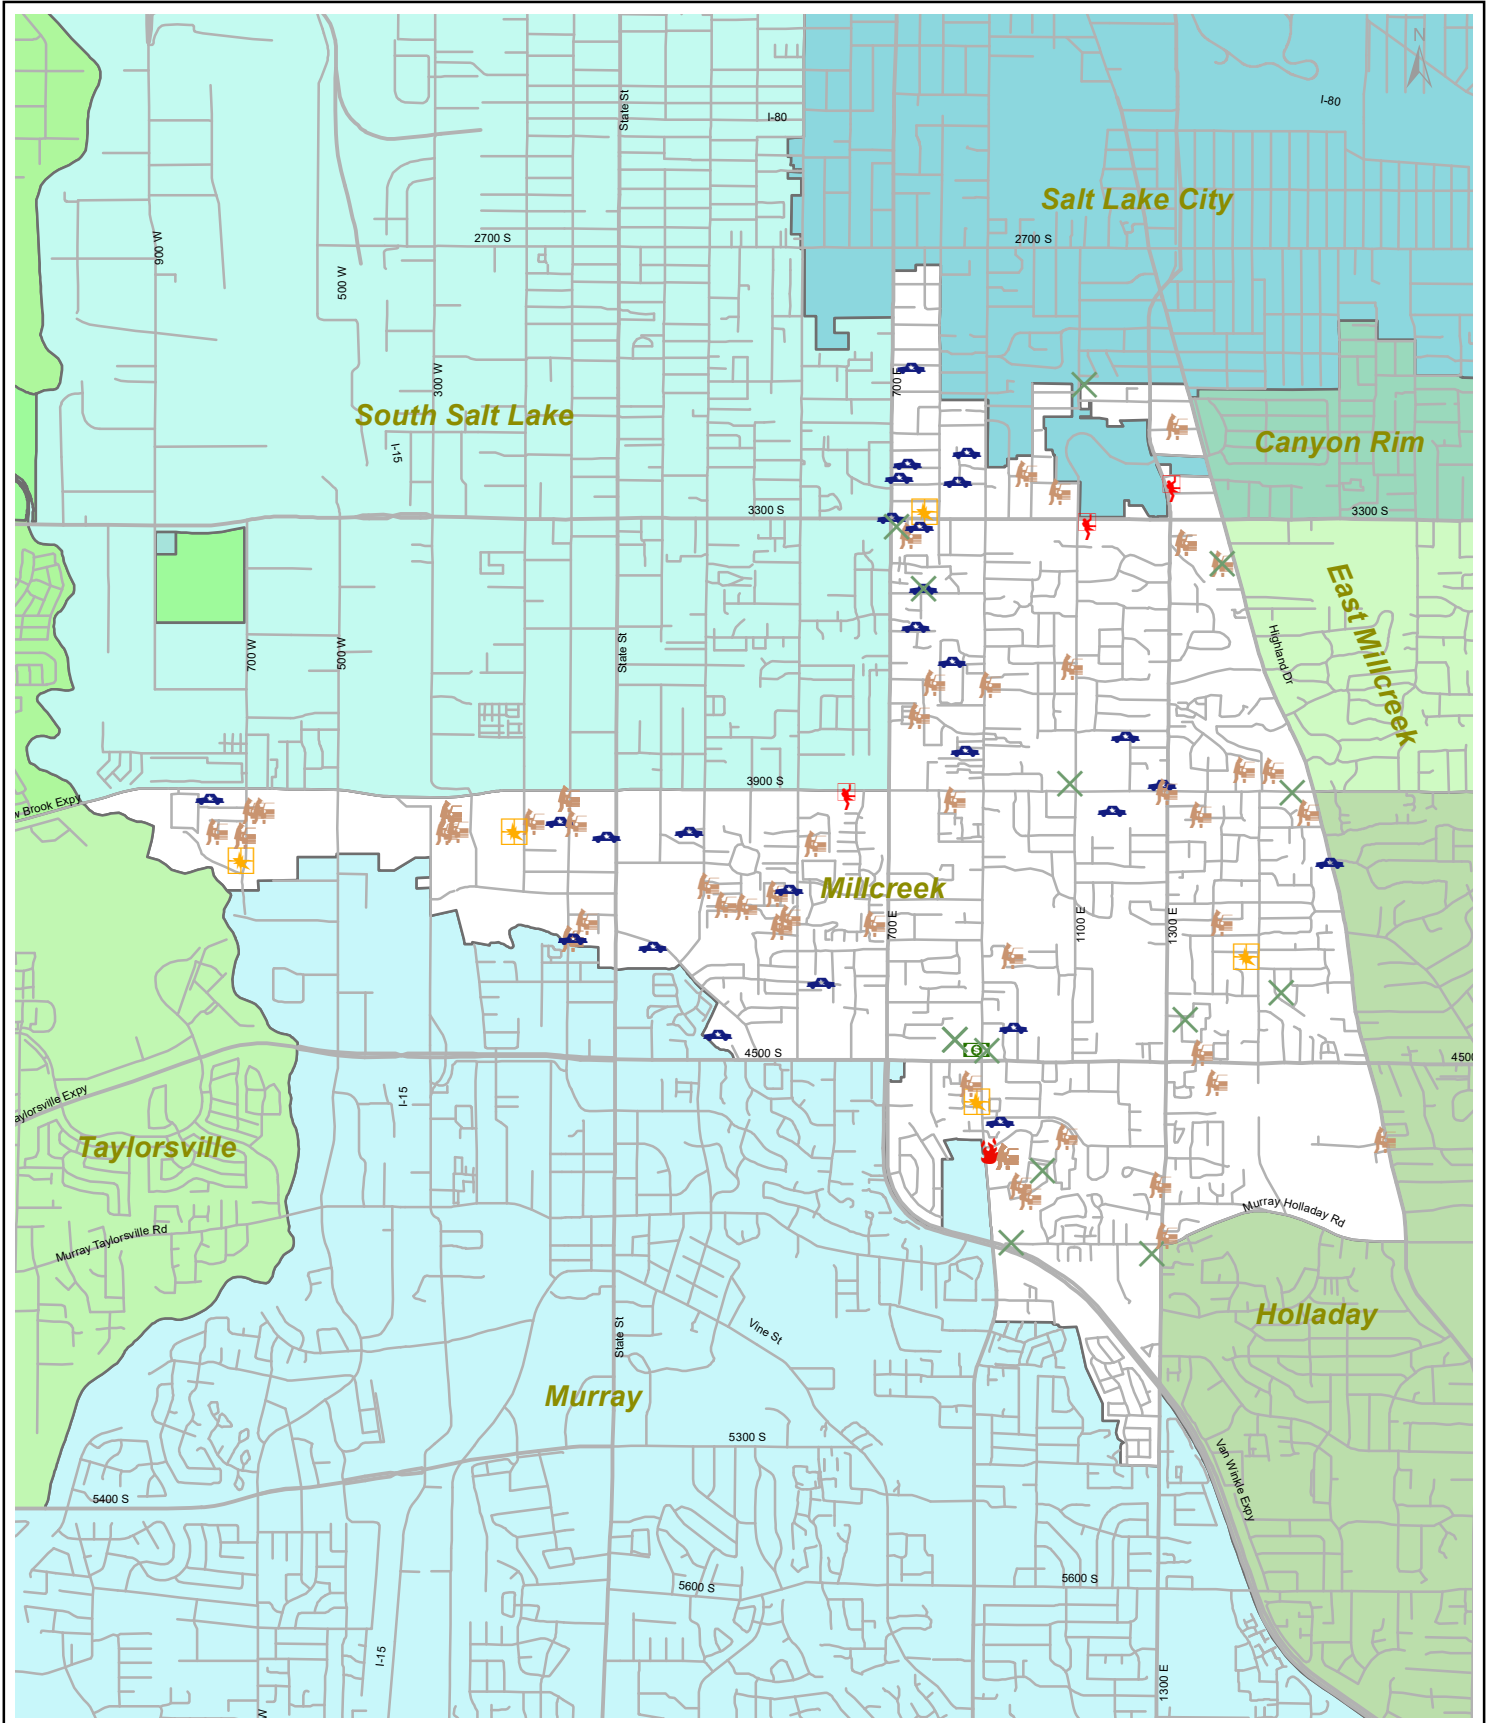 N
I-80
State St
I-80
Salt Lake City
900 W
2700 S
2700 S
500 W
300 W
700 E
South Salt Lake
Canyon Rim
I-15
3300 S
3300 S
East Millcreek
Highland Dr
700 W
500 W
State St
3900 S
w Brook Expy
Millcreek
700 E
1100 E
1300 E
4500 S
4500
I-15
aylorsville Expy
Taylorsville
Murray Taylorsville Rd
Murray Holladay Rd
Holladay
State St
Vine St
Murray
5300 S
Van Winkle Expy
5400 S
5600 S
5600 S
I-15
1300 E
W